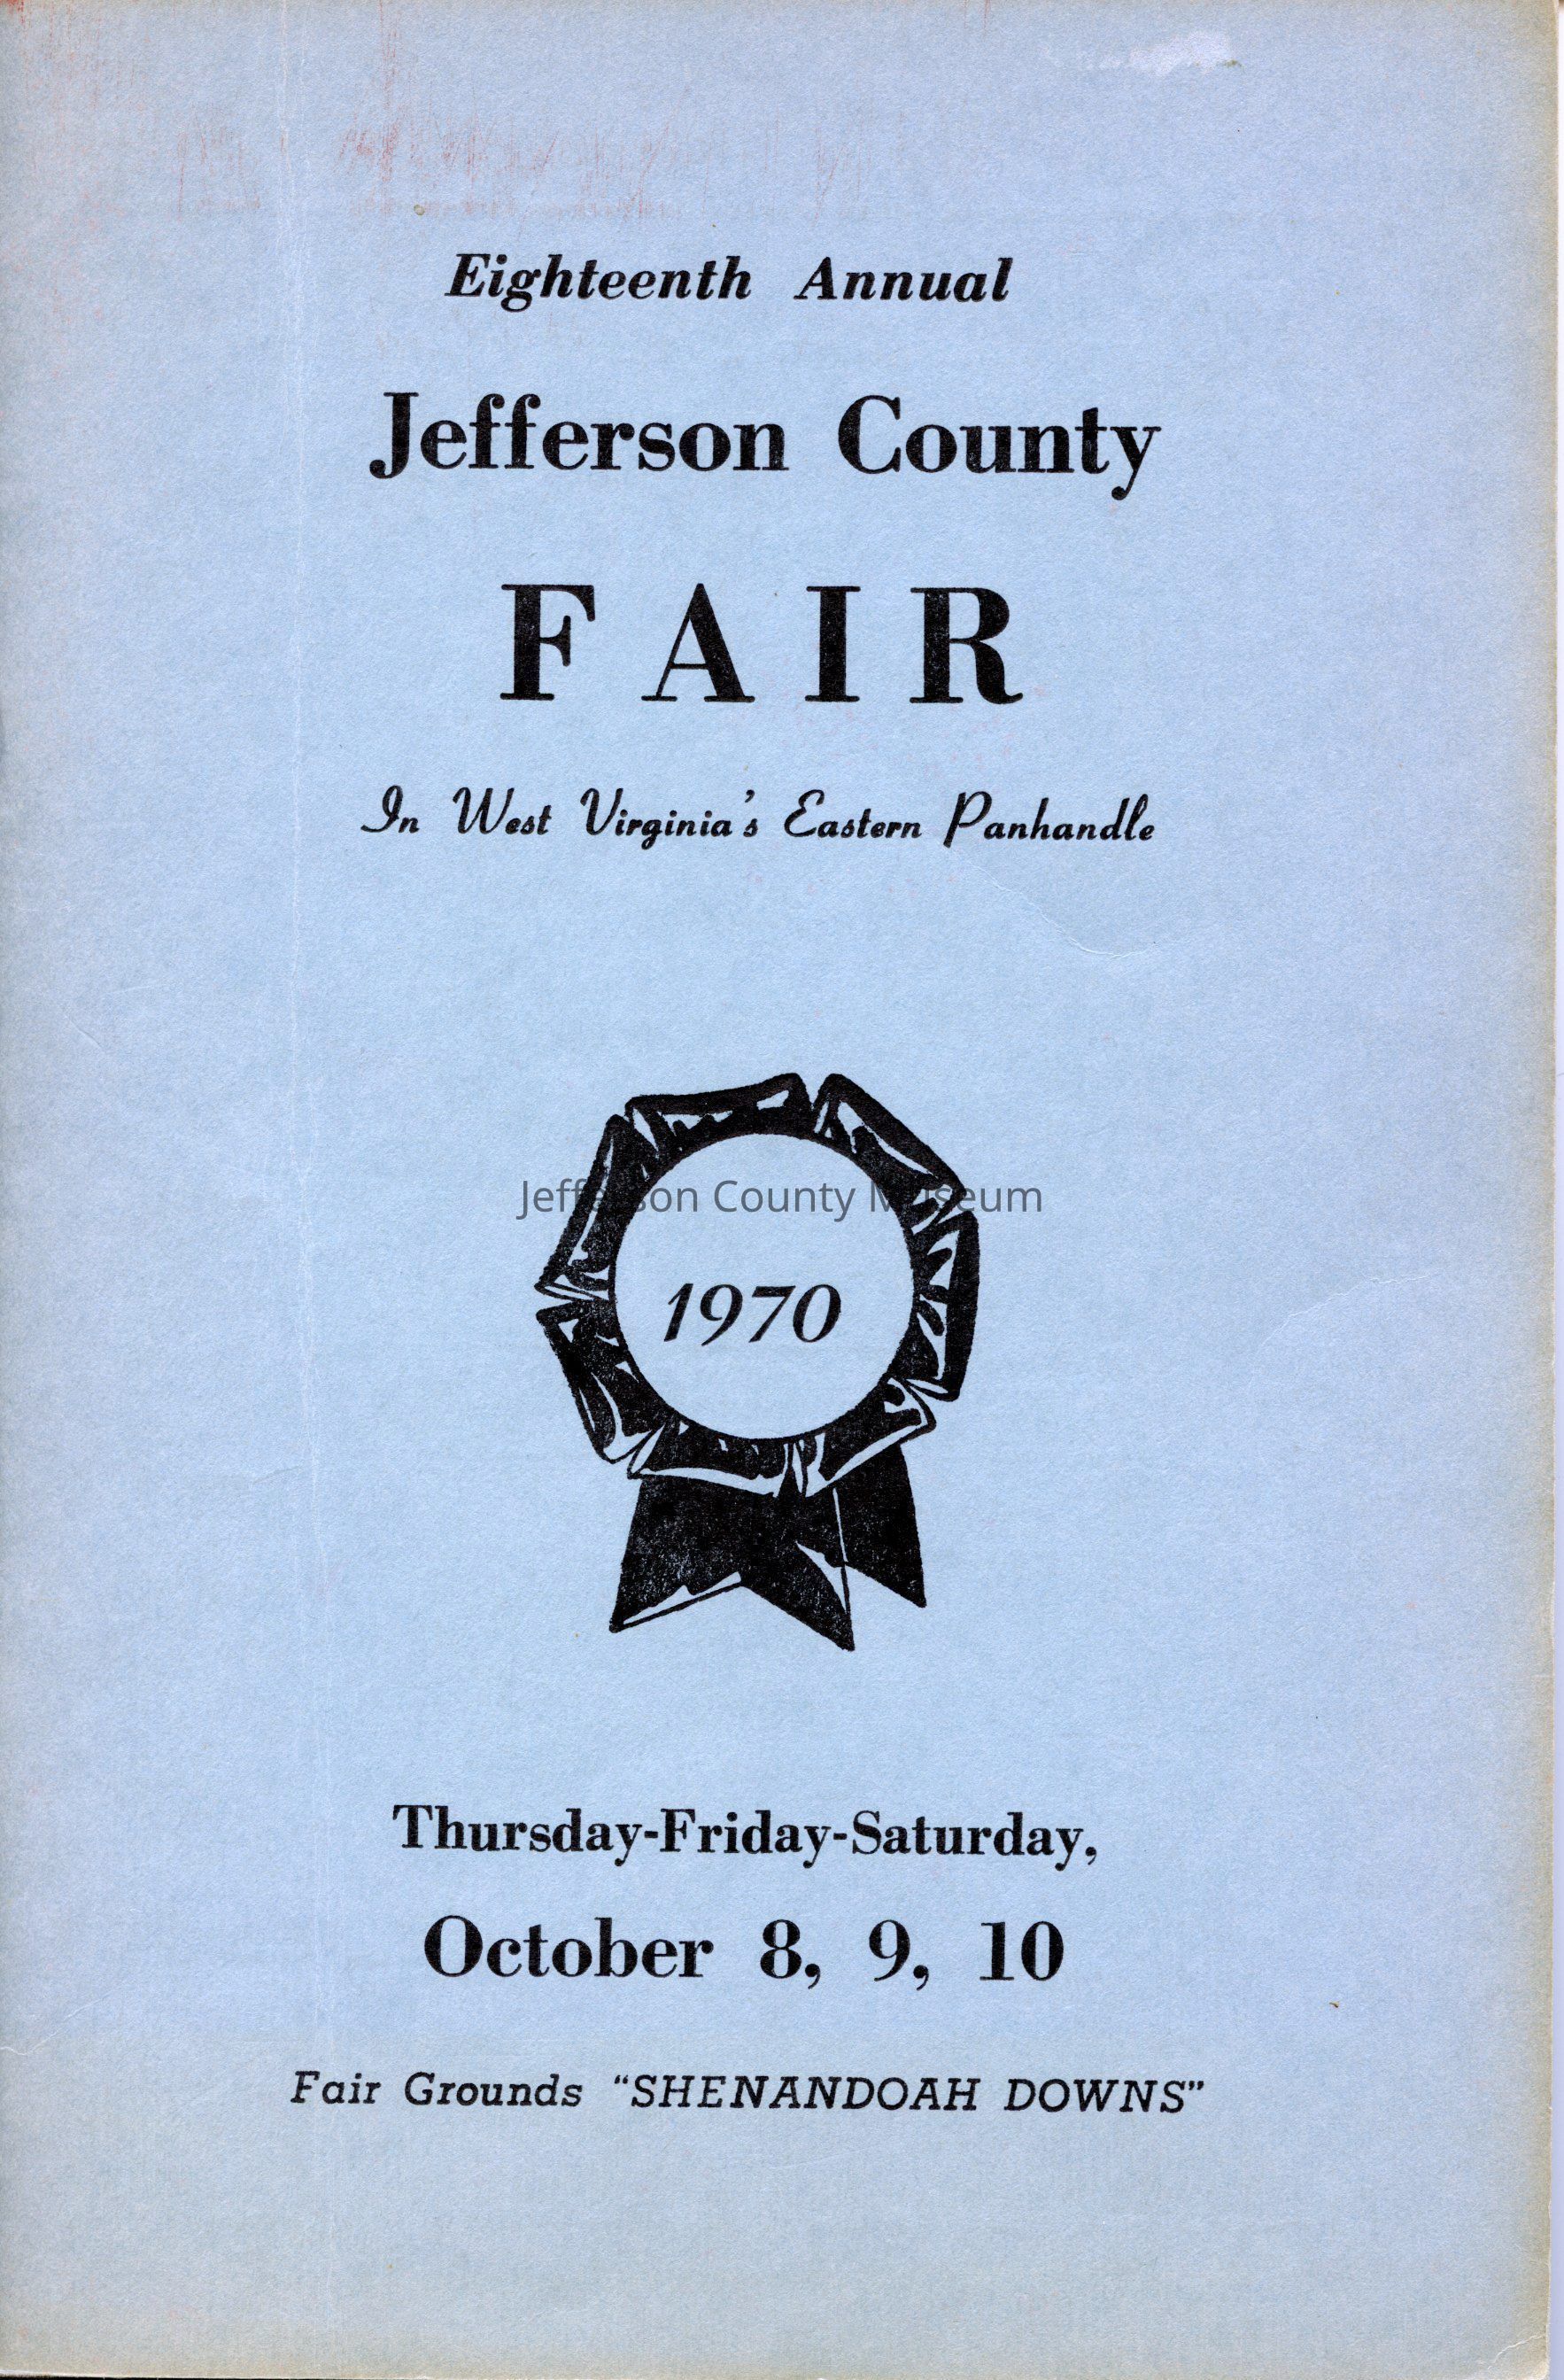 Eighteenth Annual
Jefferson County
FAIR
In West Virginia's Eastern Panhandle
Jefferson County Museum
1970
Thursday-Friday-Saturday,
October 8, 9, 10
Fair Grounds “SHENANDOAH DOWNS”